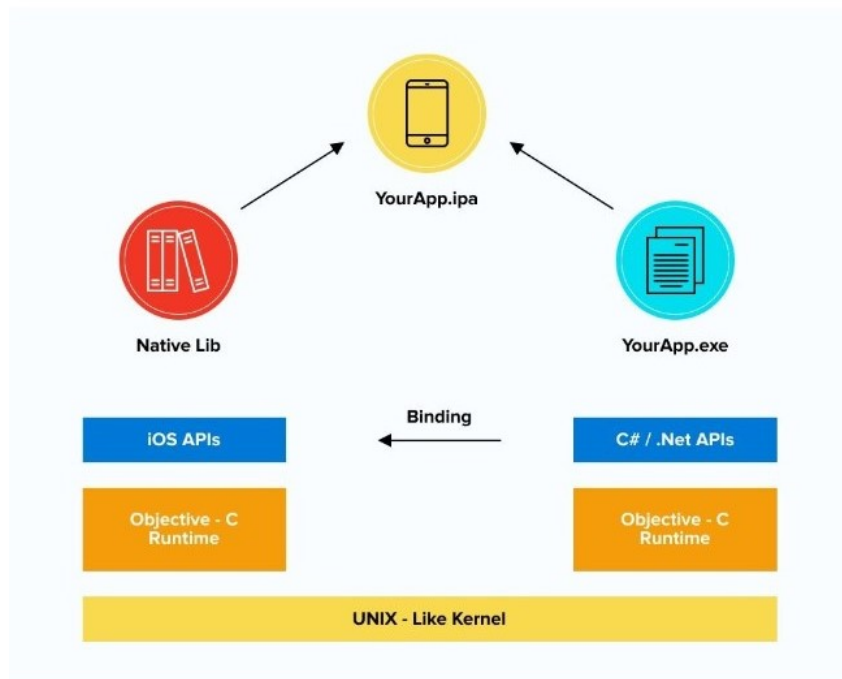 YourApp.ipa
Native Lib
YourApp.exe
Binding
iOS APIs
C# / .Net APIs
Objective - C
Runtime
Objective - C
Runtime
UNIX - Like Kernel